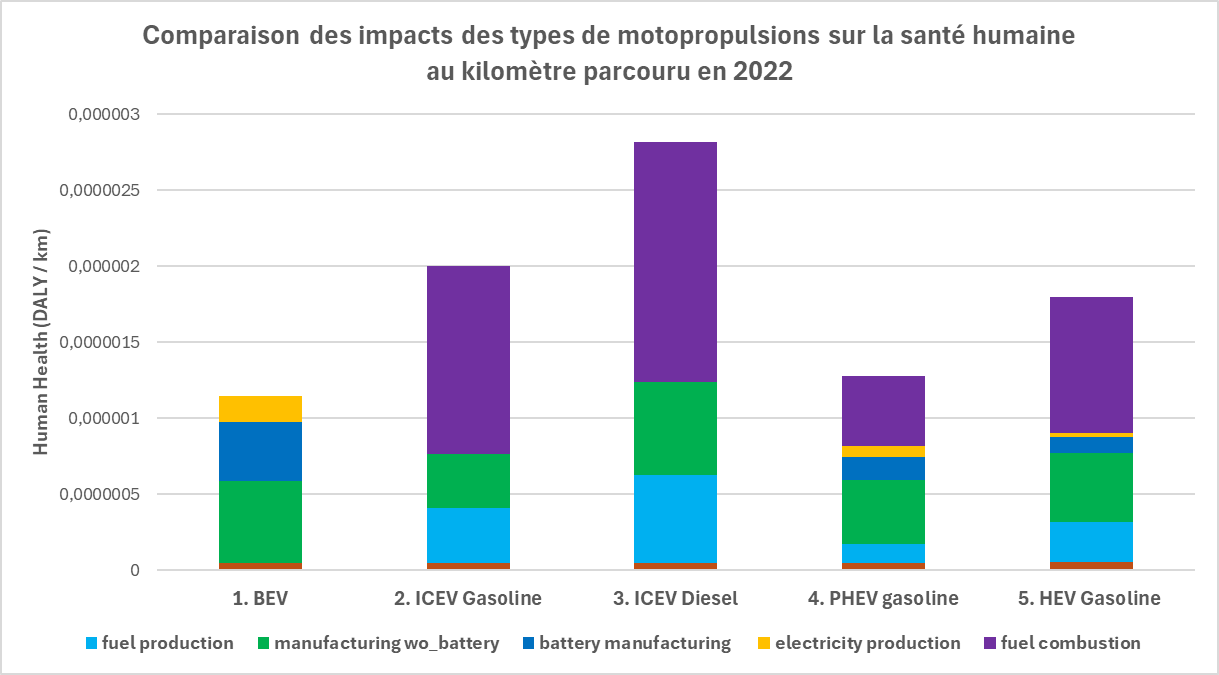 Comparaison des impacts des types de motopropulsions sur la santé humaine
au kilomètre parcouru en 2022
Human Health (DALY / km)
0,000003
0,0000025
0,000002
0,0000015
0,000001
0,0000005
0
1. BEV
2. ICEV Gasoline
3. ICEV Diesel
4. PHEV gasoline
5. HEV Gasoline
fuel production
manufacturing wo_battery
battery manufacturing
electricity production
fuel combustion